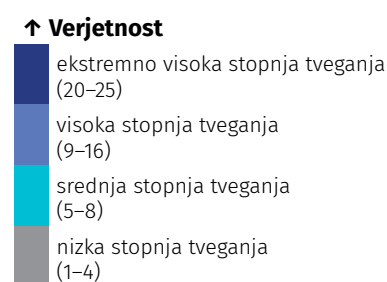 ↑ Verjetnost
ekstremno visoka stopnja tveganja
(20–25)
visoka stopnja tveganja
(9–16)
srednja stopnja tveganja
(5–8)
nizka stopnja tveganja
(1–4)